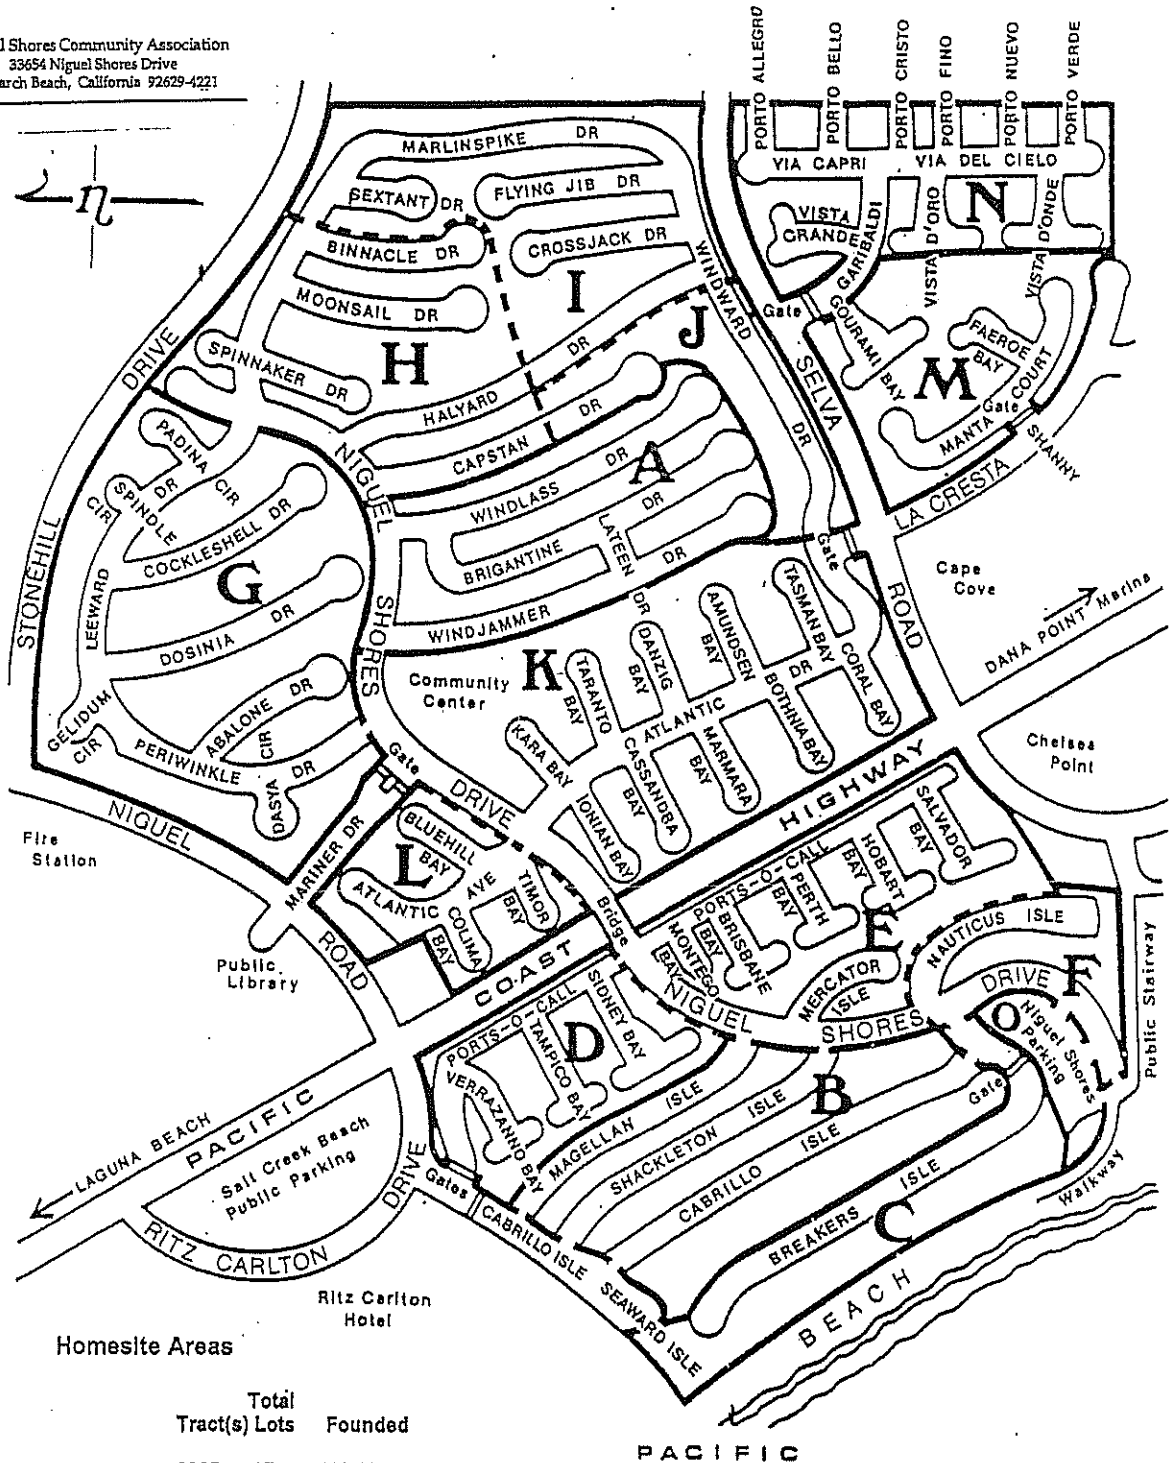 l Shores Community Association
33654 Niguel Shores Drive
arch Beach, California 92629-4221
n
PORTO ALLEGRO
PORTO BELLO
PORTO CRISTO
PORTO FINO
PORTO NUEVO
PORTO VERDE
VIA CAPRI
VIA DEL CIELO
MARLINSPIKE DR
SEXTANT DR
FLYING JIB DR
BINNACLE DR
CROSSJACK DR
VISTA GRANDE
GARIBALDI
VISTA D'ORO
N
VISTA D'ONDE
MOONSAIL DR
I
WINDWARD DR
Gate
GOURAMI BAY
FAEROE BAY
DRIVE
SPINNAKER DR
H
J
SELVA
M
MANTA COURT
Gate
HALYARD DR
CAPSTAN DR
NIGUEL
SHANNY
LA CRESTA
PADINA CIR
SPINDLE CIR
DR
COCKLESHELL DR
WINDLASS DR
A
BRIGANTINE DR
LATEEN DR
Gate
STONEHILL
LEEWARD
G
DOSINIA DR
SHORES
WINDJAMMER DR
ROAD
Cape
Cove
DANA POINT Marina
K
Community
Center
TARANTO BAY
DANZIG BAY
AMUNDSEN BAY
TASMAN BAY
CORAL BAY
BOTHNIA BAY
ATLANTIC DR
MARMARA BAY
CASSANDRA BAY
KARA BAY
IONIAN BAY
GELIDUM CIR
PERIWINKLE DR
ABALONE DR
DASYA CIR
Gate
DRIVE
HIGHWAY
Chelsea
Point
NIGUEL
Fire
Station
MARINER DR
BLUEHILL BAY
L
ATLANTIC AVE
COLIMA BAY
TIMOR BAY
Bridge
PORTS-O-CALL
PERTH BAY
HOBART BAY
SALVADOR BAY
BRISBANE BAY
MONTEGO BAY
E
MERCATOR ISLE
NAUTICUS ISLE
ROAD
Public
Library
COAST
PORTS-O-CALL
SIDNEY BAY
TAMPICO BAY
D
VERRAZANNO BAY
NIGUEL
SHORES
DRIVE
F
O
Niguel Shores
Parking
Public Stairway
MAGELLAN ISLE
SHACKLETON ISLE
B
CABRILLO ISLE
Gate
BREAKERS ISLE
C
Walkway
LAGUNA BEACH
PACIFIC
Salt Creek Beach
Public Parking
DRIVE
Gates
CABRILLO ISLE
SEAWARD ISLE
RITZ CARLTON
Ritz Carlton
Hotel
BEACH
Homesite Areas
Total
Tract(s) Lots Founded
PACIFIC